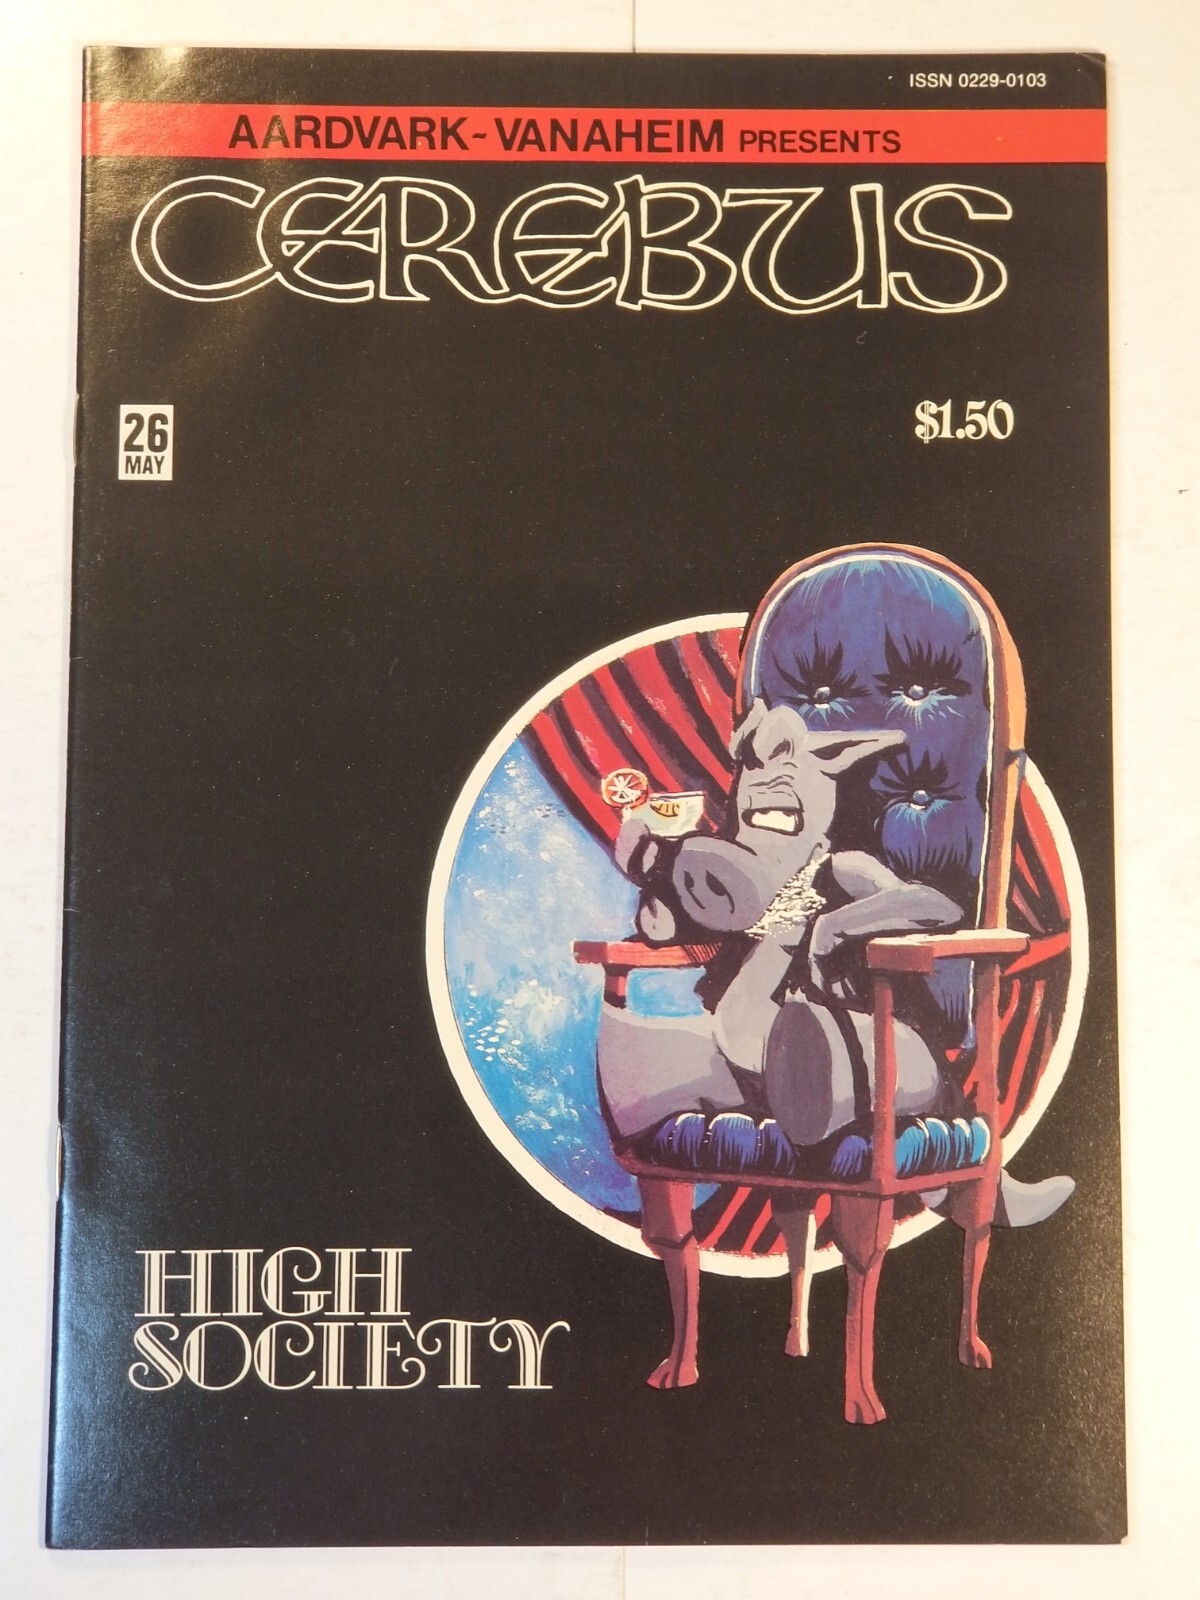 ISSN 0229-0103
AARDVARK~VANAHEIM PRESENTS
CEREBUS
26
MAY
$1.50
HIGH
SOCIETY